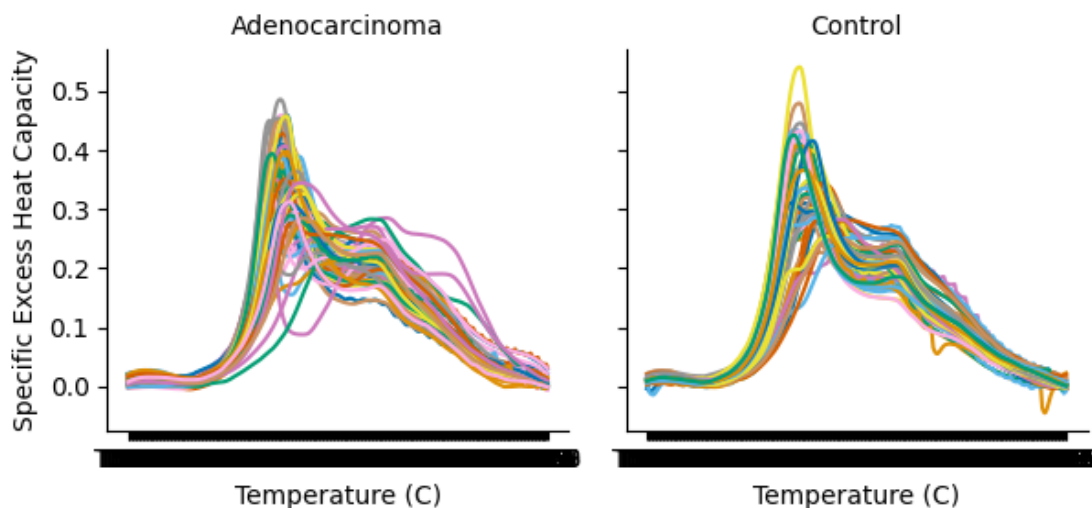 Adenocarcinoma
Control
Specific Excess Heat Capacity
0.5
0.4
0.3
0.2
0.1
0.0
Temperature (C)
Temperature (C)